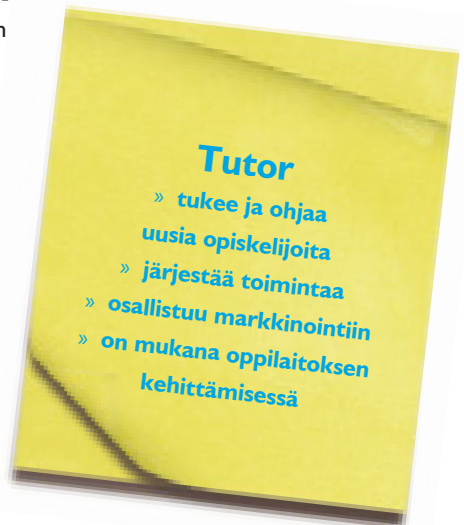 Tutor
» tukee ja ohjaa
uusia opiskelijoita
» järjestää toimintaa
» osallistuu markkinointiin
» on mukana oppilaitoksen
kehittämisessä